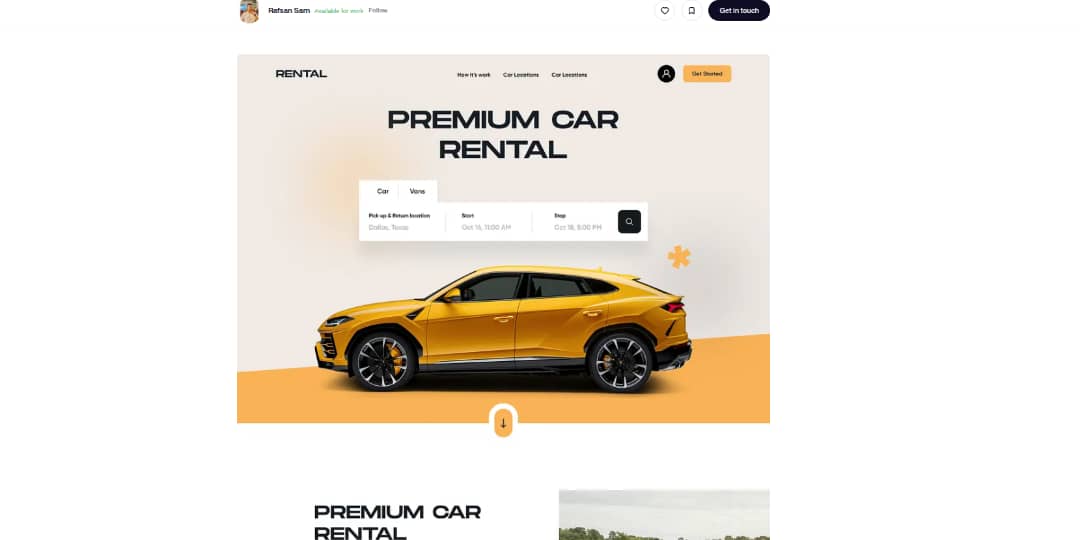 Rafsan Sam Available for work Follow Get in touch
RENTAL How it's work Car Locations Car Locations Get Started
PREMIUM CAR
RENTAL
Car Vans
Pick up & Return location Start Stop
Dallas, Texas Oct 16, 11:00 AM Oct 18, 5:00 PM
PREMIUM CAR
RENTAL